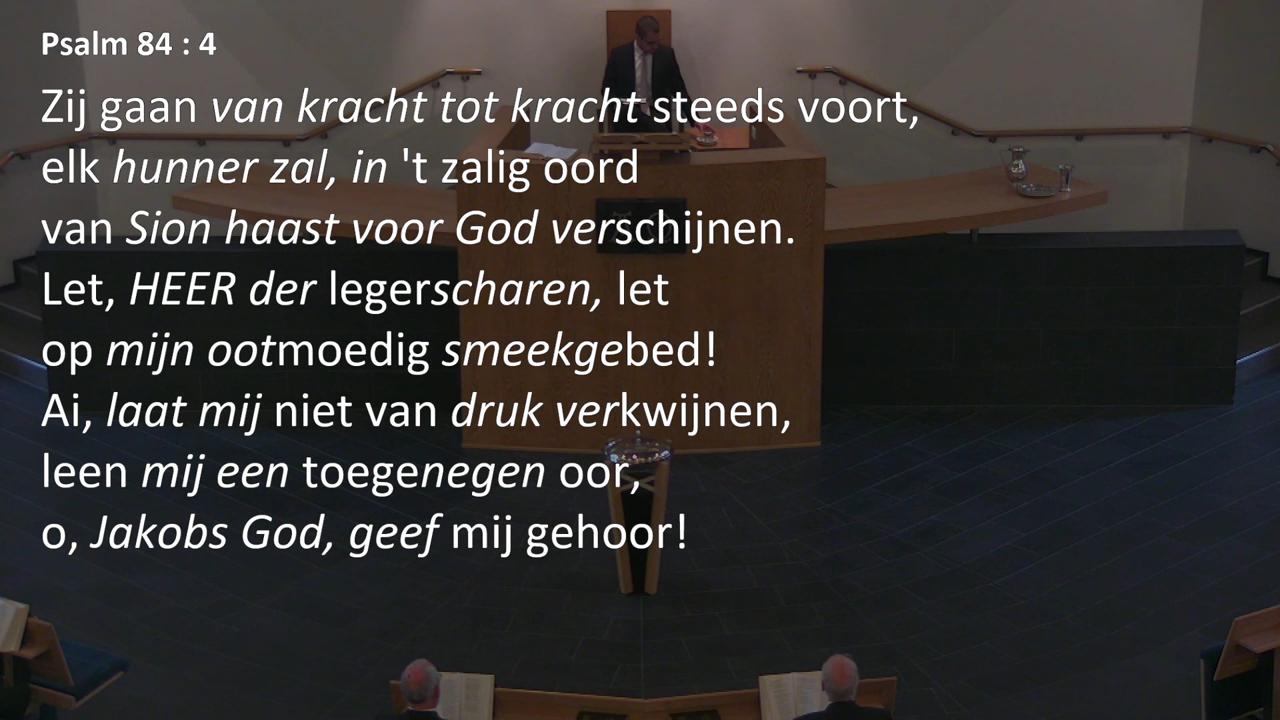 Psalm 84 : 4
Zij gaan van kracht tot kracht steeds voort,
elk hunner zal, in 't zalig oord
van Sion haast voor God verschijnen.
Let, HEER der legerscharen, let
op mijn ootmoedig smeekgebed!
Ai, laat mij niet van druk verkwijnen,
leen mij een toegenegen oor,
o, Jakobs God, geef mij gehoor!